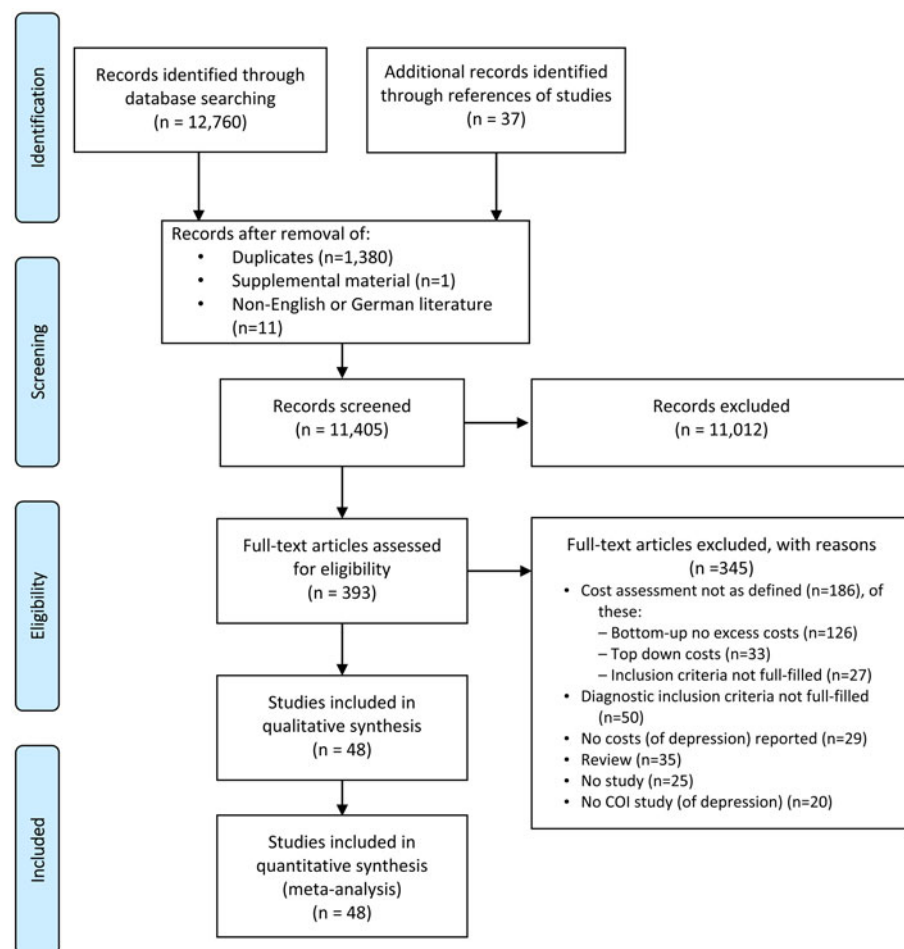 Identification
Records identified through
database searching
(n = 12,760)
Additional records identified
through references of studies
(n = 37)
Records after removal of:
• Duplicates (n=1,380)
• Supplemental material (n=1)
• Non-English or German literature
(n=11)
Screening
Records screened
(n = 11,405)
Records excluded
(n = 11,012)
Eligibility
Full-text articles assessed
for eligibility
(n = 393)
Full-text articles excluded, with reasons
(n =345)
• Cost assessment not as defined (n=186), of
these:
– Bottom-up no excess costs (n=126)
– Top down costs (n=33)
– Inclusion criteria not full-filled (n=27)
• Diagnostic inclusion criteria not full-filled
(n=50)
• No costs (of depression) reported (n=29)
• Review (n=35)
• No study (n=25)
• No COI study (of depression) (n=20)
Studies included in
qualitative synthesis
(n = 48)
Included
Studies included in
quantitative synthesis
(meta-analysis)
(n = 48)